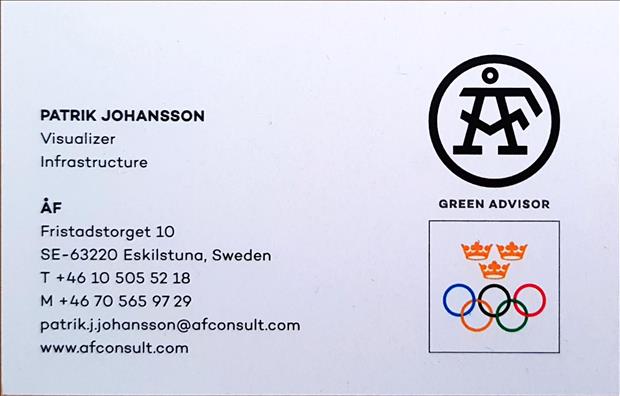 PATRIK JOHANSSON
Visualizer
Infrastructure
ÅF
Fristadstorget 10
SE-63220 Eskilstuna, Sweden
T +46 10 505 52 18
M +46 70 565 97 29
patrik.j.johansson@afconsult.com
www.afconsult.com
ÅF
GREEN ADVISOR